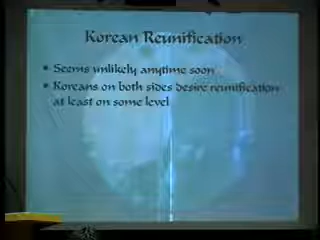 Korean Reunification
• Seems unlikely anytime soon
• Koreans on both sides desire reunification
at least on some level